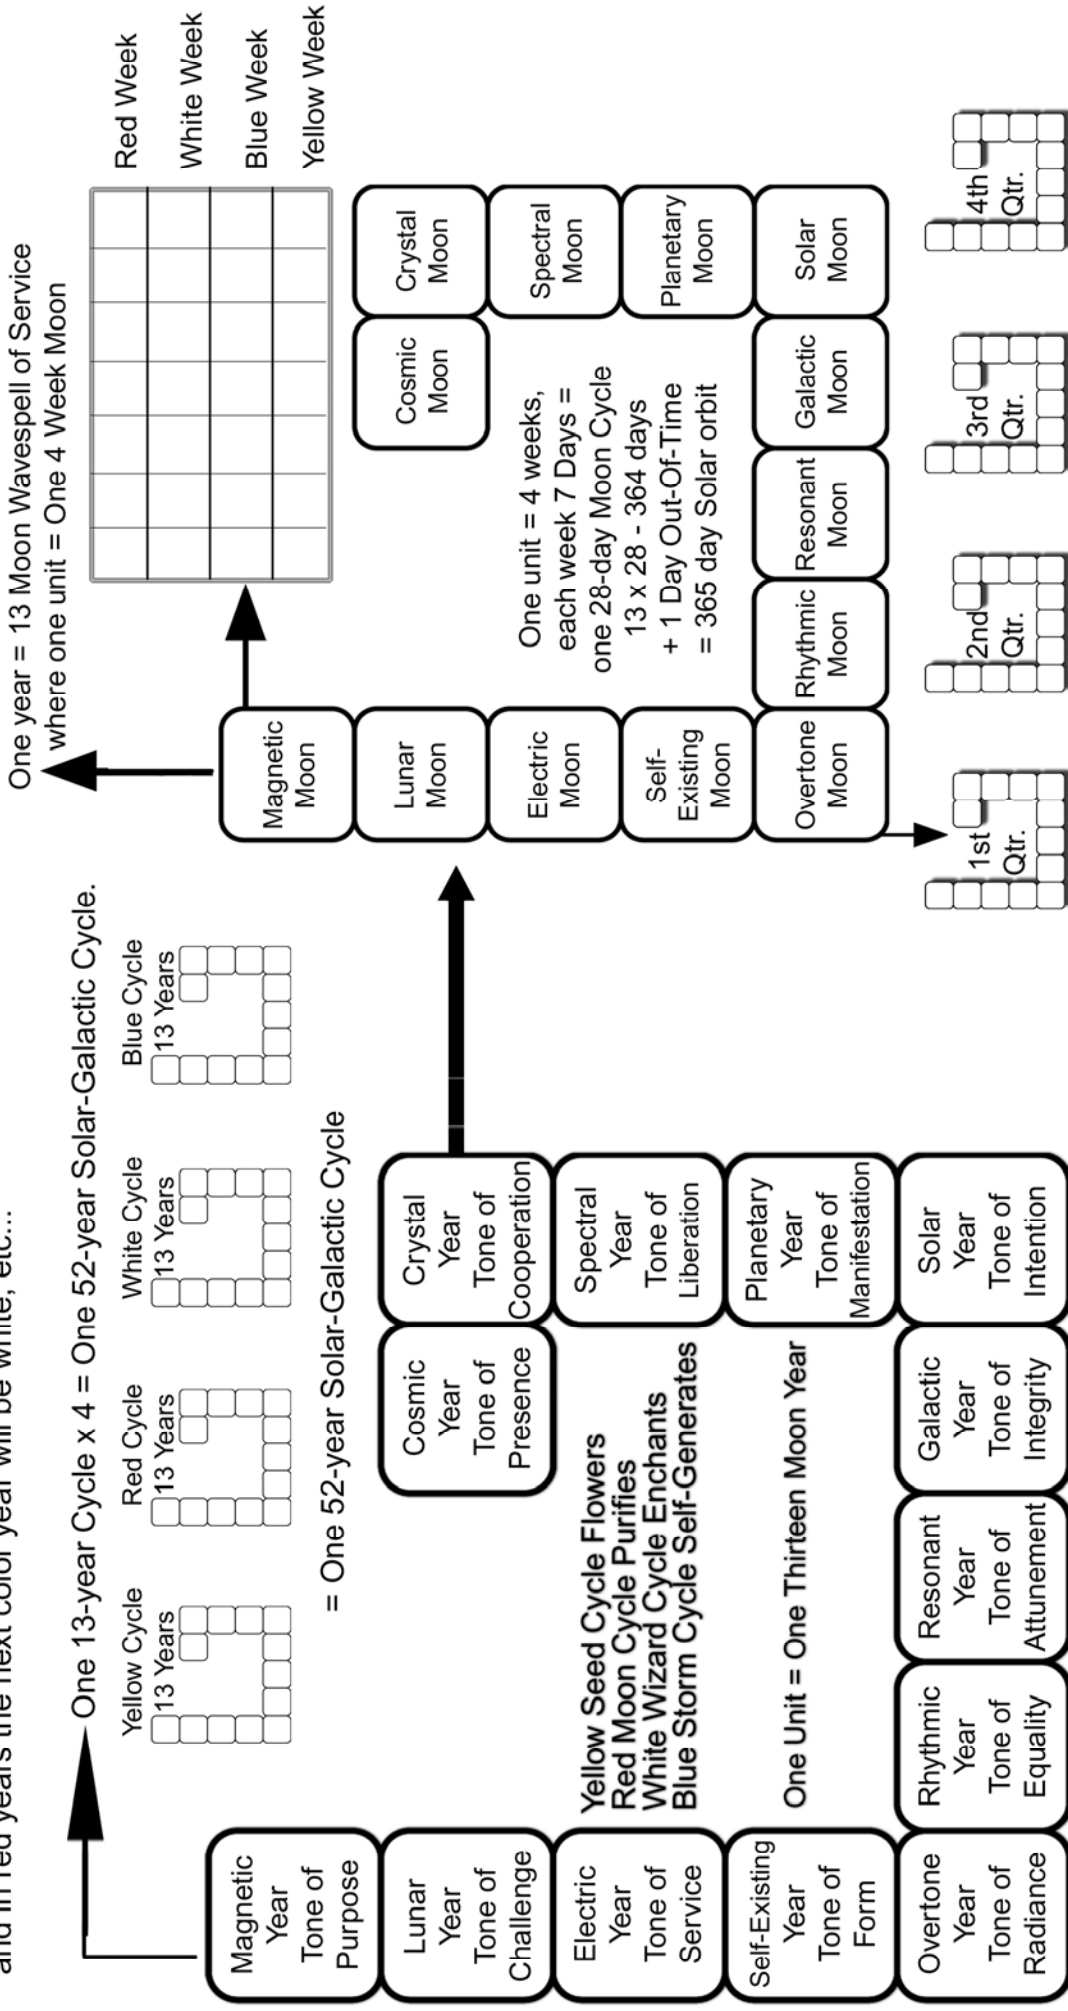 and in red years the next color year will be white, etc...
One 13-year Cycle x 4 = One 52-year Solar-Galactic Cycle.
Yellow Cycle
13 Years
Red Cycle
13 Years
White Cycle
13 Years
Blue Cycle
13 Years
= One 52-year Solar-Galactic Cycle
Magnetic
Year
Tone of
Purpose
Lunar
Year
Tone of
Challenge
Electric
Year
Tone of
Service
Self-Existing
Year
Tone of
Form
Overtone
Year
Tone of
Radiance
Rhythmic
Year
Tone of
Equality
Resonant
Year
Tone of
Attunement
Galactic
Year
Tone of
Integrity
Solar
Year
Tone of
Intention
Planetary
Year
Tone of
Manifestation
Spectral
Year
Tone of
Liberation
Crystal
Year
Tone of
Cooperation
Cosmic
Year
Tone of
Presence
Yellow Seed Cycle Flowers
Red Moon Cycle Purifies
White Wizard Cycle Enchants
Blue Storm Cycle Self-Generates
One Unit = One Thirteen Moon Year
One year = 13 Moon Wavespell of Service
where one unit = One 4 Week Moon
Red Week
White Week
Blue Week
Yellow Week
Magnetic
Moon
Lunar
Moon
Electric
Moon
Self-
Existing
Moon
Overtone
Moon
Rhythmic
Moon
Resonant
Moon
Galactic
Moon
Solar
Moon
Planetary
Moon
Spectral
Moon
Crystal
Moon
Cosmic
Moon
One unit = 4 weeks,
each week 7 Days =
one 28-day Moon Cycle
13 x 28 - 364 days
+ 1 Day Out-Of-Time
= 365 day Solar orbit
1st
Qtr.
2nd
Qtr.
3rd
Qtr.
4th
Qtr.